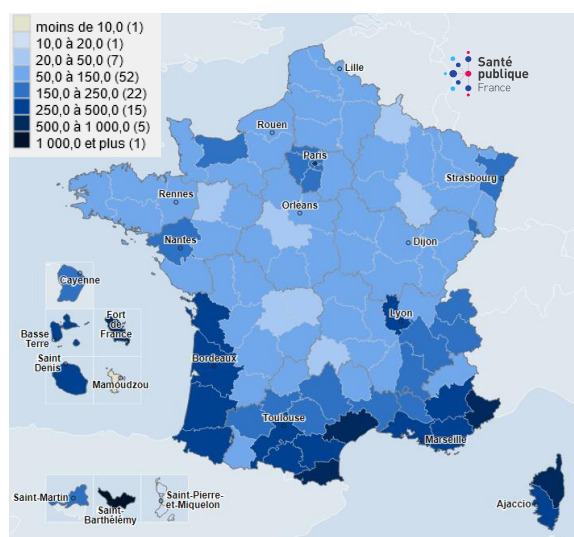 moins de 10,0 (1)
10,0 à 20,0 (1)
20,0 à 50,0 (7)
50,0 à 150,0 (52)
150,0 à 250,0 (22)
250,0 à 500,0 (15)
500,0 à 1 000,0 (5)
1 000,0 et plus (1)
Santé
publique
France
Lille
Rouen
Paris
Strasbourg
Rennes
Orléans
Nantes
Dijon
Cayenne
Lyon
Basse
Terre
Fort
de
France
Bordeaux
Saint
Denis
Mamoudzou
Toulouse
Marseille
Ajaccio
Saint-Martin
Saint-
Barthélémy
Saint-Pierre-
et-Miquelon